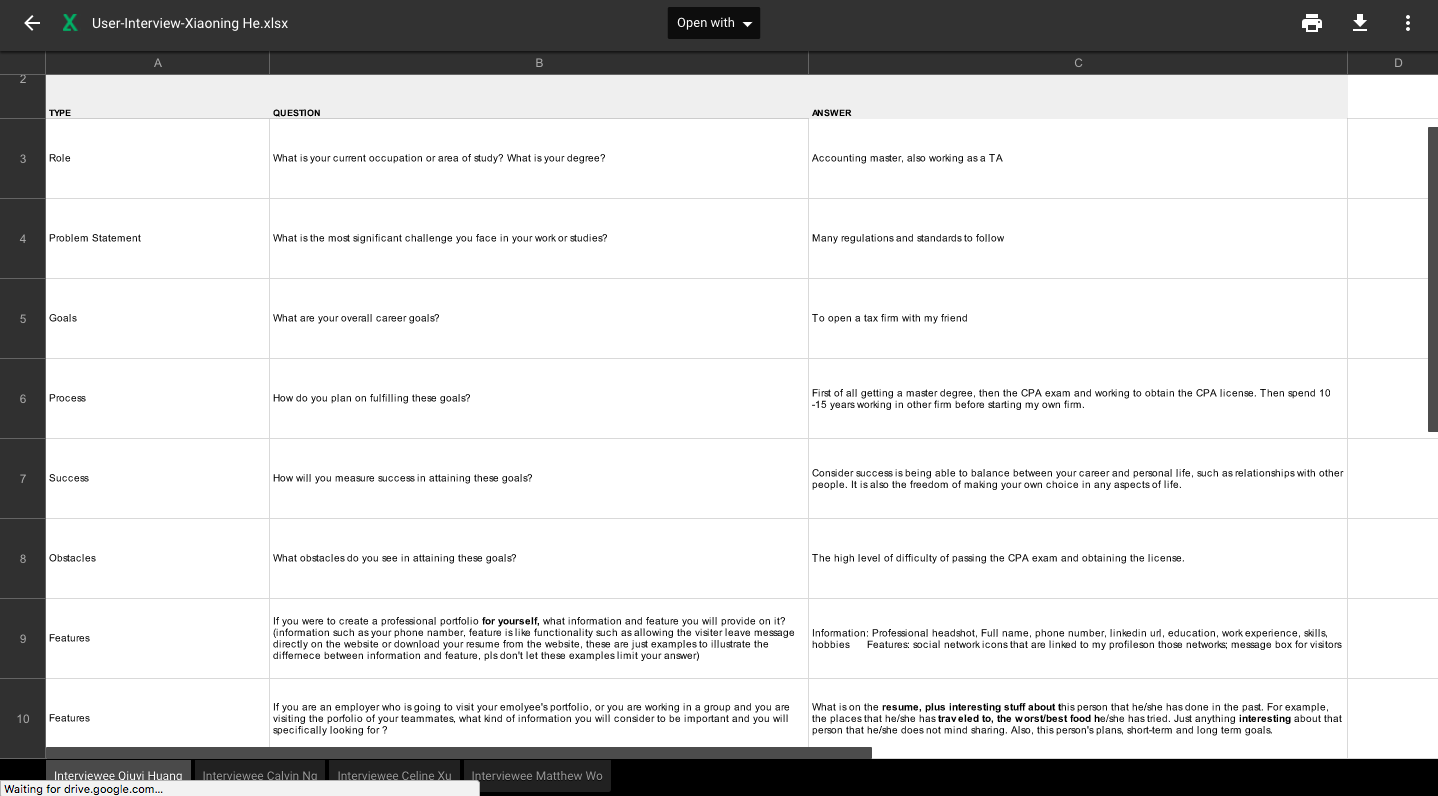 User-Interview-Xiaoning He.xlsx
Open with
A B C D
2
TYPE QUESTION ANSWER
3 Role What is your current occupation or area of study? What is your degree? Accounting master, also working as a TA
4 Problem Statement What is the most significant challenge you face in your work or studies? Many regulations and standards to follow
5 Goals What are your overall career goals? To open a tax firm with my friend
6 Process How do you plan on fulfilling these goals?
First of all getting a master degree, then the CPA exam and working to obtain the CPA license. Then spend 10
-15 years working in other firm before starting my own firm.
7 Success How will you measure success in attaining these goals?
Consider success is being able to balance between your career and personal life, such as relationships with other
people. It is also the freedom of making your own choice in any aspects of life.
8 Obstacles What obstacles do you see in attaining these goals? The high level of difficulty of passing the CPA exam and obtaining the license.
9 Features
If you were to create a professional portfolio for yourself, what information and feature you will provide on it?
(information such as your phone namber, feature is like functionality such as allowing the visiter leave message
directly on the website or download your resume from the website, these are just examples to illustrate the
differnece between information and feature, pls don't let these examples limit your answer)
Information: Professional headshot, Full name, phone number, linkedin url, education, work experience, skills,
hobbies Features: social network icons that are linked to my profileson those networks; message box for visitors
10 Features
If you are an employer who is going to visit your emolyee's portfolio, or you are working in a group and you are
visiting the porfolio of your teammates, what kind of information you will consider to be important and you will
specifically looking for ?
What is on the resume, plus interesting stuff about this person that he/she has done in the past. For example,
the places that he/she has traveled to, the worst/best food he/she has tried. Just anything interesting about that
person that he/she does not mind sharing. Also, this person's plans, short-term and long term goals.
Interviewee Qiuyi Huang Interviewee Calvin Ng Interviewee Celine Xu Interviewee Matthew Wo
Waiting for drive.google.com...